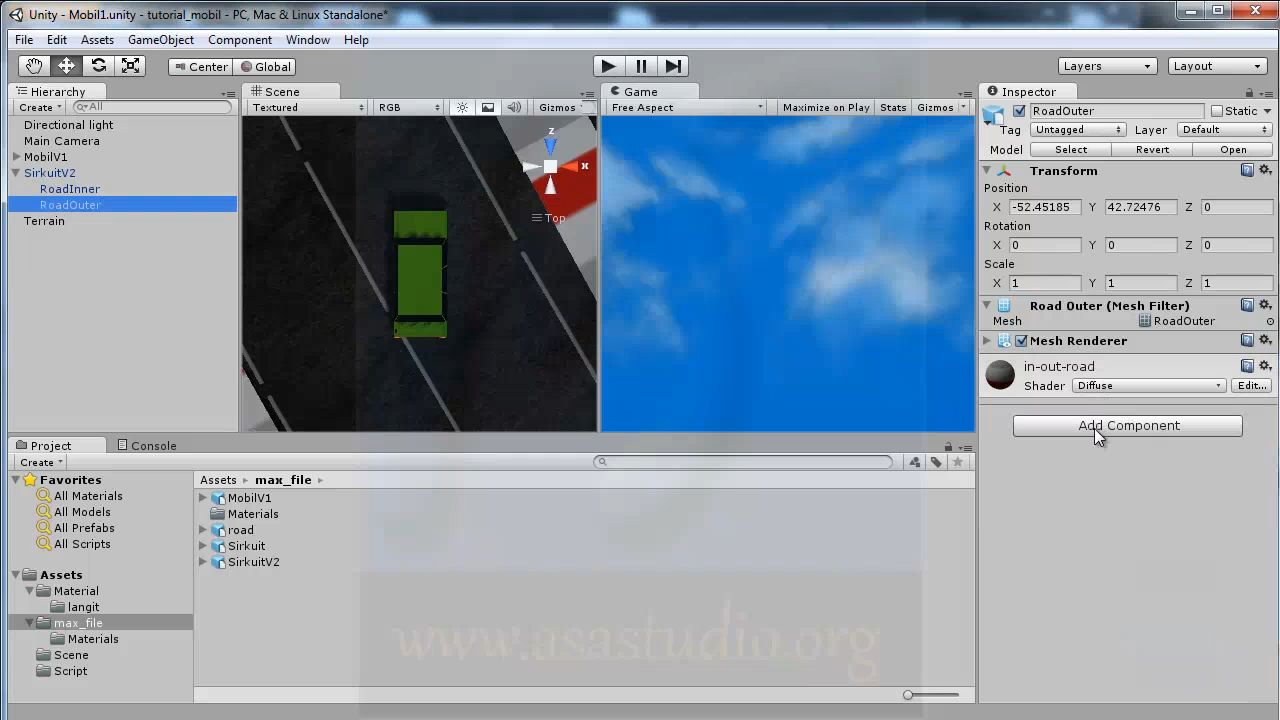 Unity - Mobil1.unity - tutorial_mobil - PC, Mac & Linux Standalone*
File Edit Assets GameObject Component Window Help
Center Global Layers Layout
Hierarchy
Create All
Directional light
Main Camera
MobilV1
SirkuitV2
RoadInner
RoadOuter
Terrain
Scene
Textured RGB Gizmos
z
x
Top
Game
Free Aspect Maximize on Play Stats Gizmos
Inspector
RoadOuter Static
Tag Untagged Layer Default
Model Select Revert Open
Transform
Position
X -52.45185 Y 42.72476 Z 0
Rotation
X 0 Y 0 Z 0
Scale
X 1 Y 1 Z 1
Road Outer (Mesh Filter)
Mesh RoadOuter
Mesh Renderer
in-out-road
Shader Diffuse Edit...
Add Component
Project Console
Create
Favorites
All Materials
All Models
All Prefabs
All Scripts
Assets
Material
langit
max_file
Materials
Scene
Script
Assets max_file
MobilV1
Materials
road
Sirkuit
SirkuitV2
www.asastudio.org